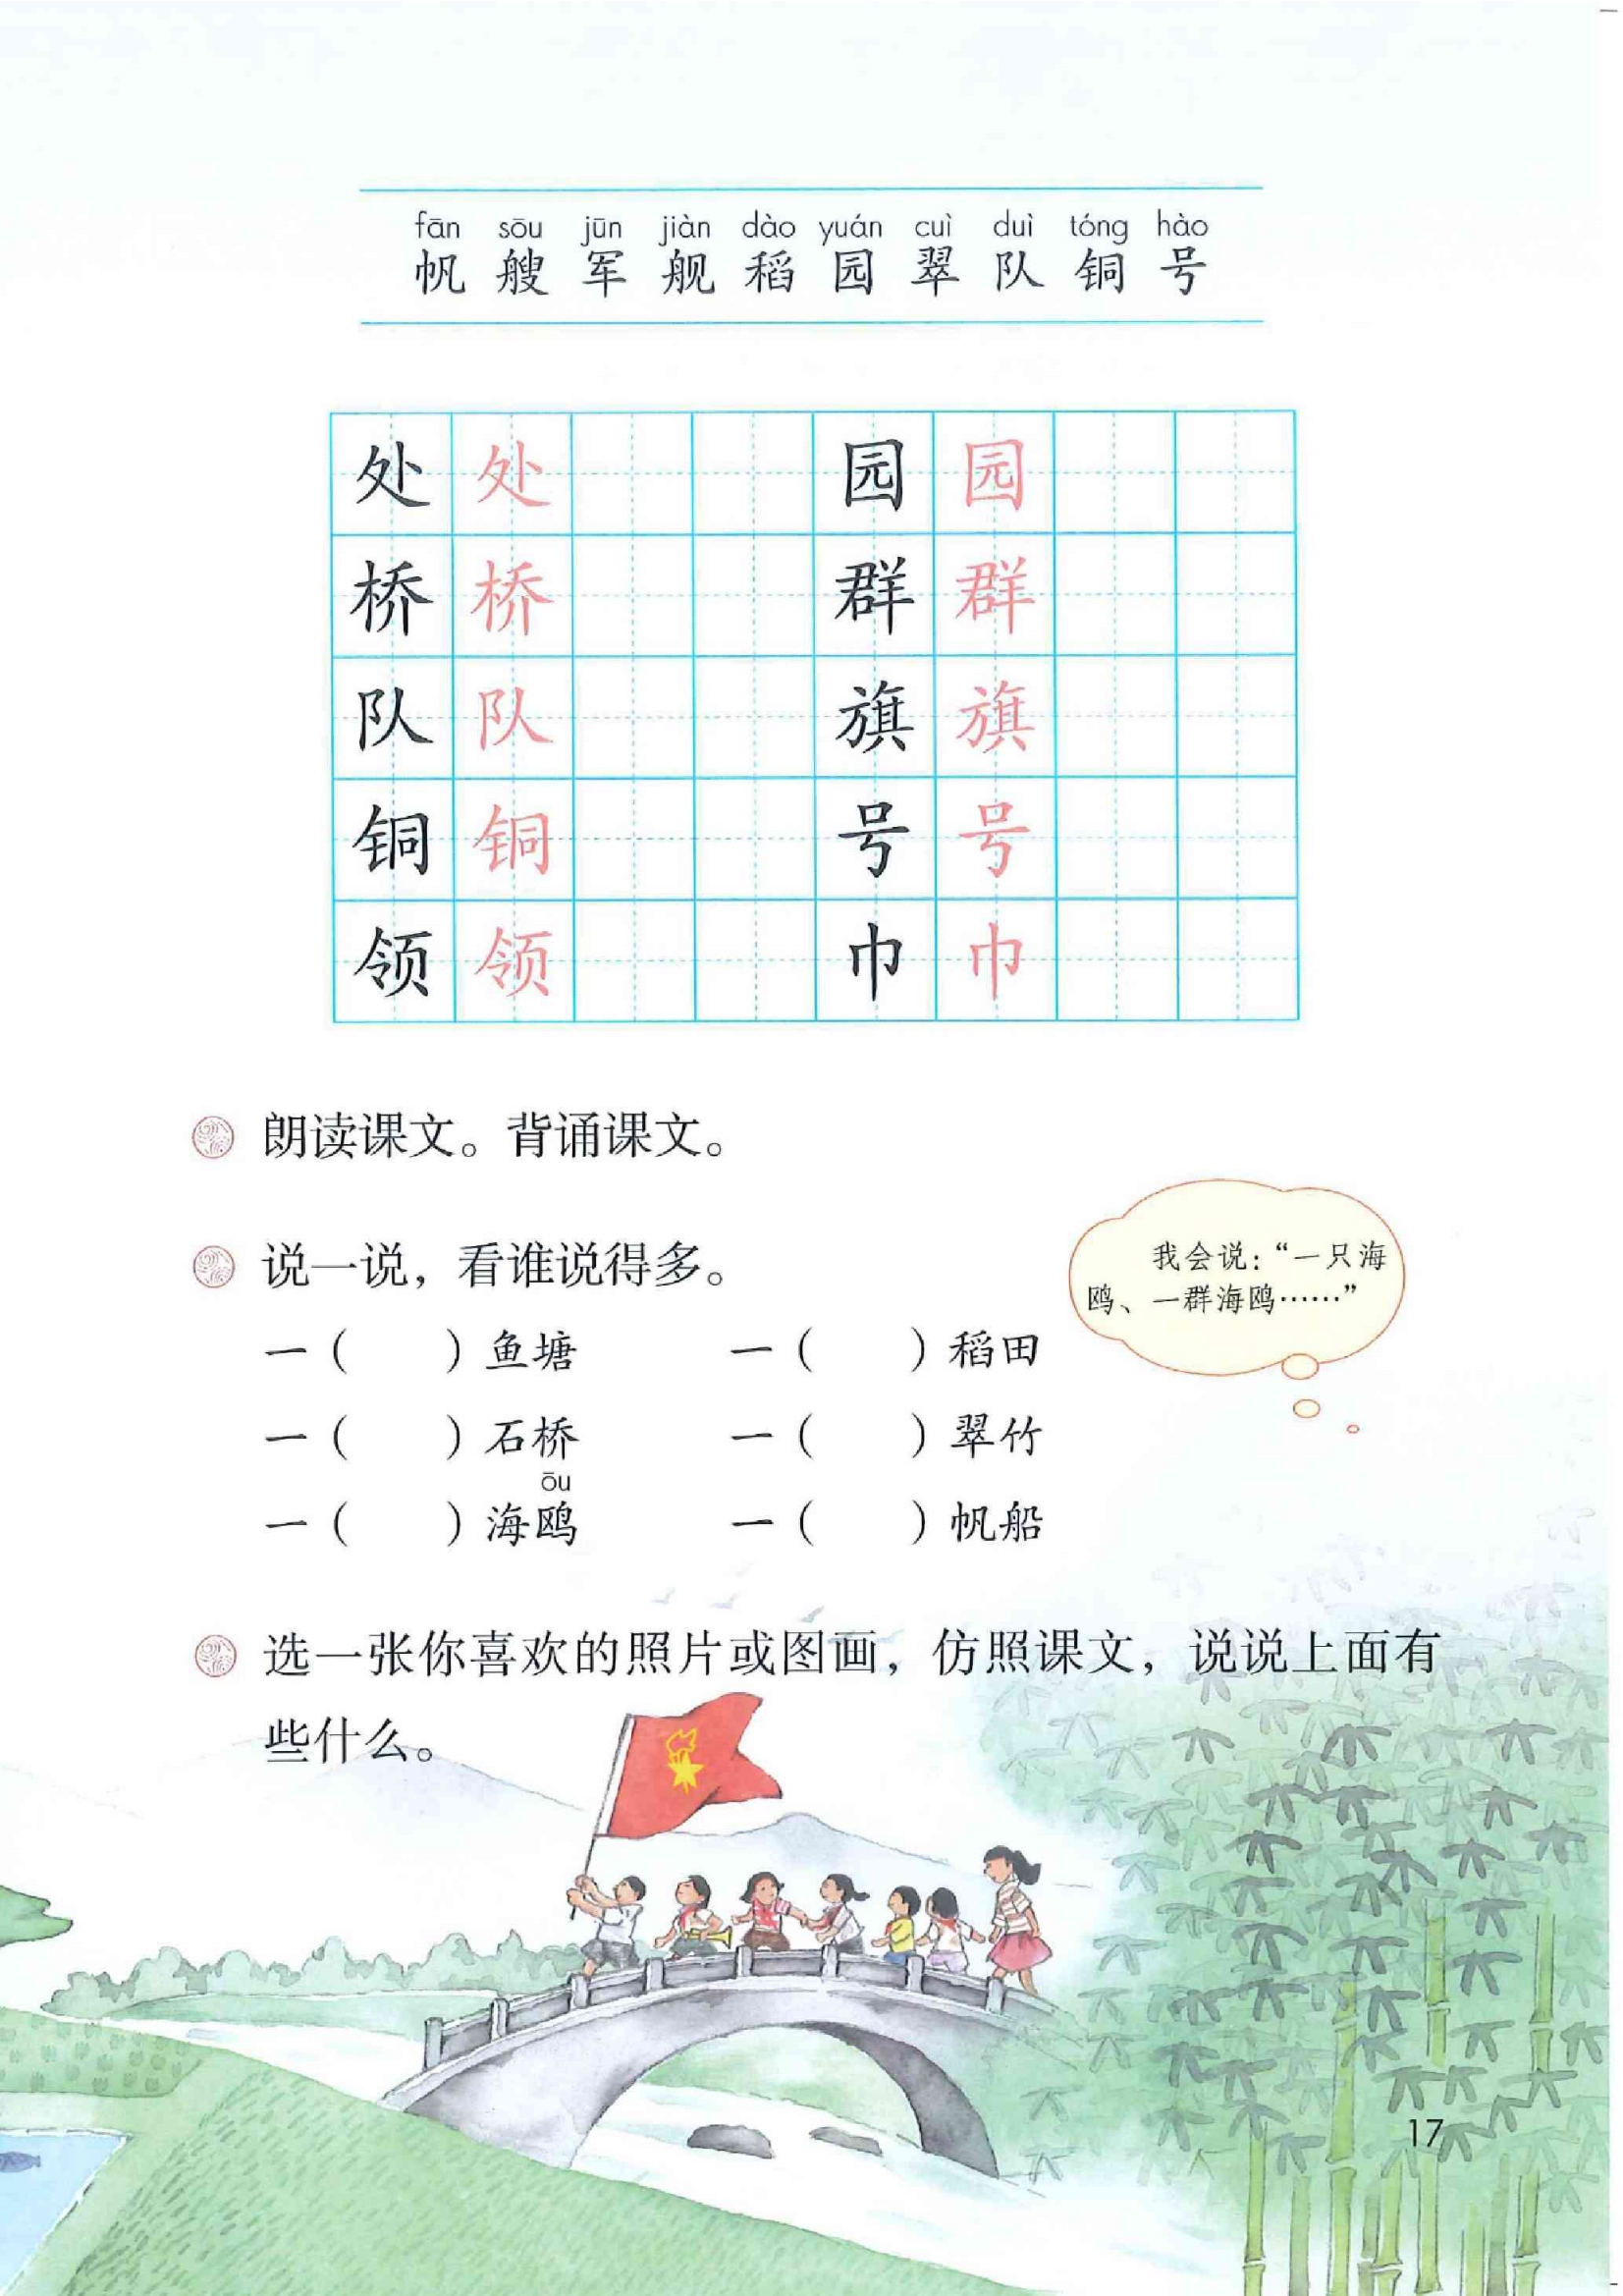 fān sōu jūn jiàn dào yuán cuì duì tóng hào
帆 艘 军 舰 稻 园 翠 队 铜 号
处 处 园 园
桥 桥 群 群
队 队 旗 旗
铜 铜 号 号
领 领 巾 巾
朗读课文。背诵课文。
说一说，看谁说得多。
我会说：“一只海
鸥、一群海鸥……”
一（　　）鱼塘　　一（　　）稻田
一（　　）石桥　　一（　　）翠竹
ōu
一（　　）海鸥　　一（　　）帆船
选一张你喜欢的照片或图画，仿照课文，说说上面有
些什么。
17